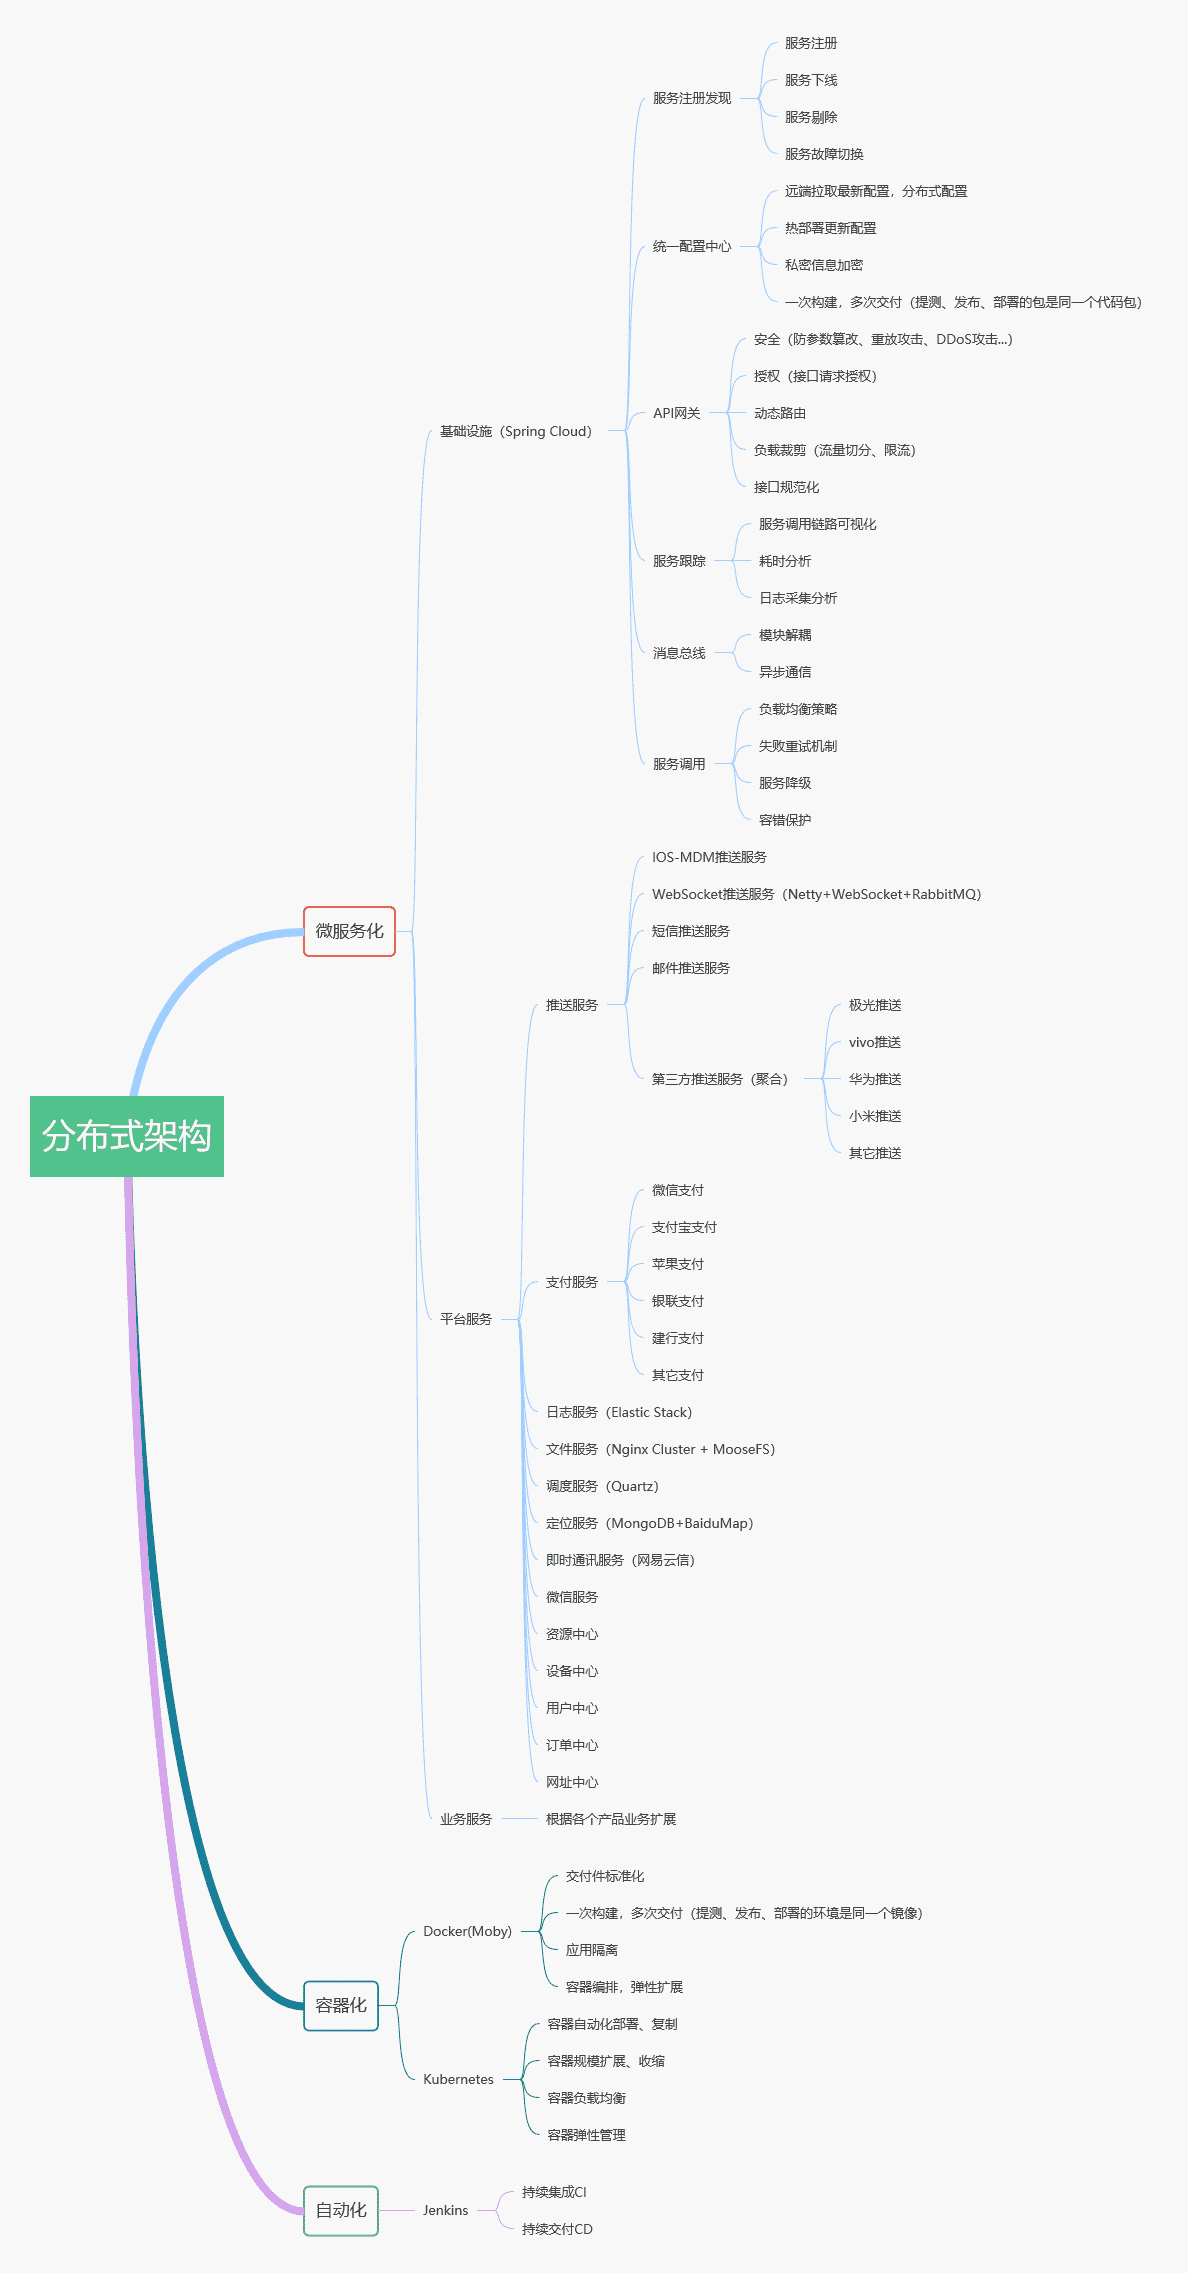 分布式架构
微服务化
基础设施（Spring Cloud）
服务注册发现
服务注册
服务下线
服务剔除
服务故障切换
统一配置中心
远端拉取最新配置，分布式配置
热部署更新配置
私密信息加密
一次构建，多次交付（提测、发布、部署的包是同一个代码包）
API网关
安全（防参数篡改、重放攻击、DDoS攻击...）
授权（接口请求授权）
动态路由
负载裁剪（流量切分、限流）
接口规范化
服务跟踪
服务调用链路可视化
耗时分析
日志采集分析
消息总线
模块解耦
异步通信
服务调用
负载均衡策略
失败重试机制
服务降级
容错保护
平台服务
推送服务
IOS-MDM推送服务
WebSocket推送服务（Netty+WebSocket+RabbitMQ）
短信推送服务
邮件推送服务
第三方推送服务（聚合）
极光推送
vivo推送
华为推送
小米推送
其它推送
支付服务
微信支付
支付宝支付
苹果支付
银联支付
建行支付
其它支付
日志服务（Elastic Stack）
文件服务（Nginx Cluster + MooseFS）
调度服务（Quartz）
定位服务（MongoDB+BaiduMap）
即时通讯服务（网易云信）
微信服务
资源中心
设备中心
用户中心
订单中心
网址中心
业务服务
根据各个产品业务扩展
容器化
Docker(Moby)
交付件标准化
一次构建，多次交付（提测、发布、部署的环境是同一个镜像）
应用隔离
容器编排，弹性扩展
Kubernetes
容器自动化部署、复制
容器规模扩展、收缩
容器负载均衡
容器弹性管理
自动化
Jenkins
持续集成CI
持续交付CD